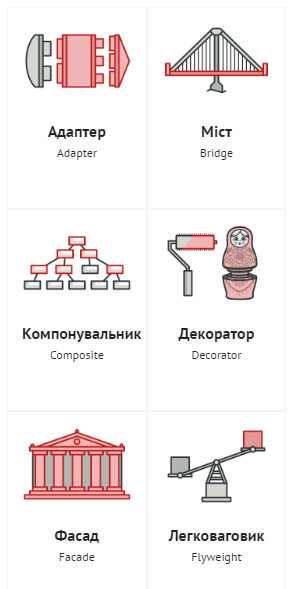 Адаптер
Adapter
Міст
Bridge
Компонувальник
Composite
Декоратор
Decorator
Фасад
Facade
Легковаговик
Flyweight